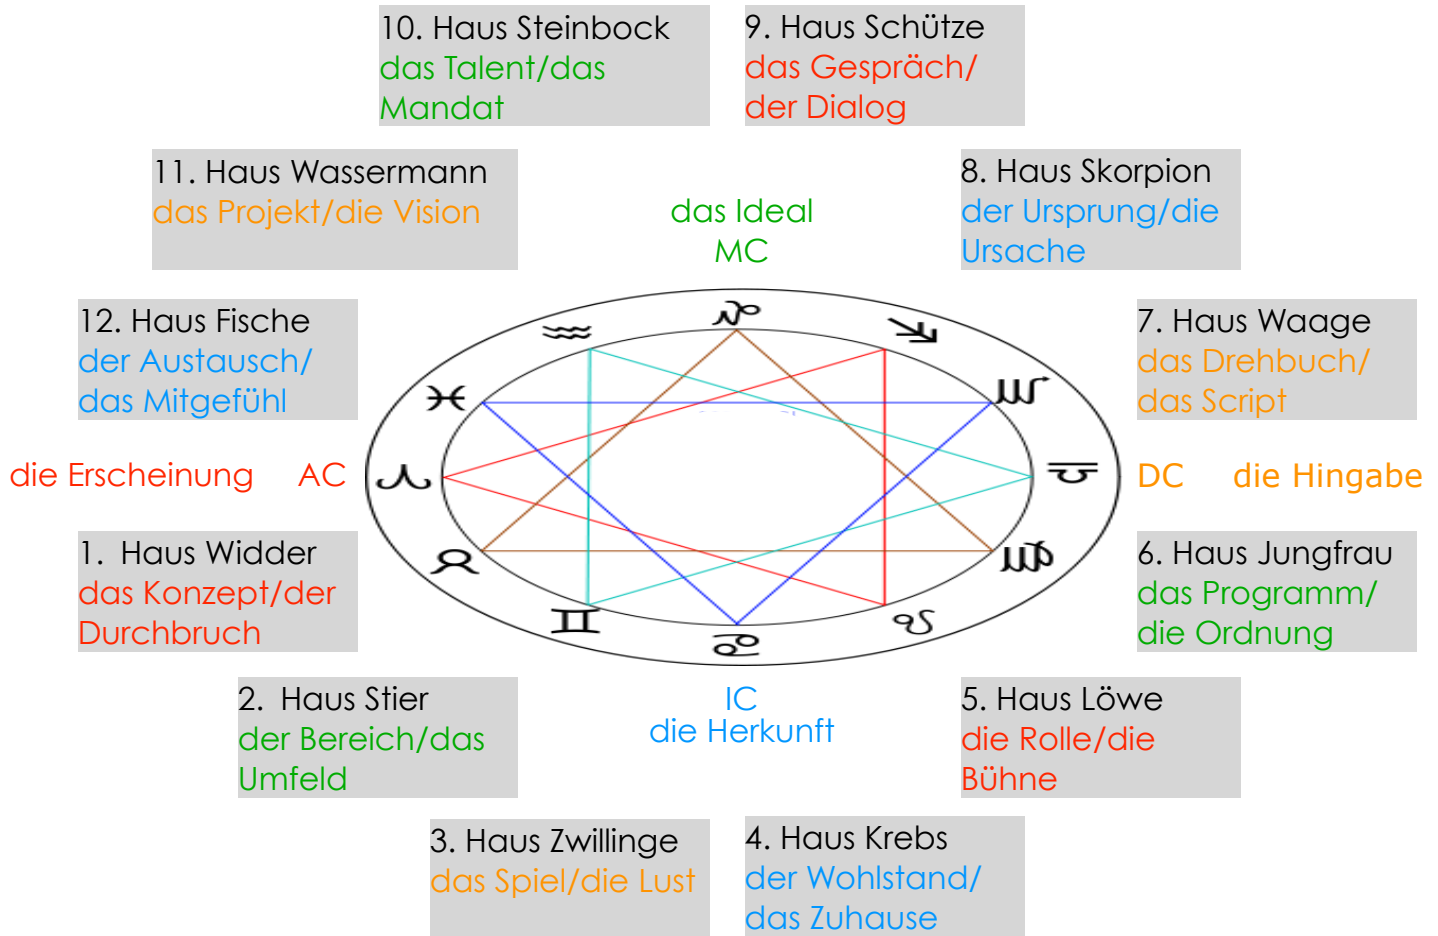 10. Haus Steinbock
das Talent/das
Mandat
9. Haus Schütze
das Gespräch/
der Dialog
11. Haus Wassermann
das Projekt/die Vision
8. Haus Skorpion
der Ursprung/die
Ursache
das Ideal
MC
12. Haus Fische
der Austausch/
das Mitgefühl
7. Haus Waage
das Drehbuch/
das Script
die Erscheinung AC
DC die Hingabe
1. Haus Widder
das Konzept/der
Durchbruch
6. Haus Jungfrau
das Programm/
die Ordnung
2. Haus Stier
der Bereich/das
Umfeld
IC
die Herkunft
5. Haus Löwe
die Rolle/die
Bühne
3. Haus Zwillinge
das Spiel/die Lust
4. Haus Krebs
der Wohlstand/
das Zuhause